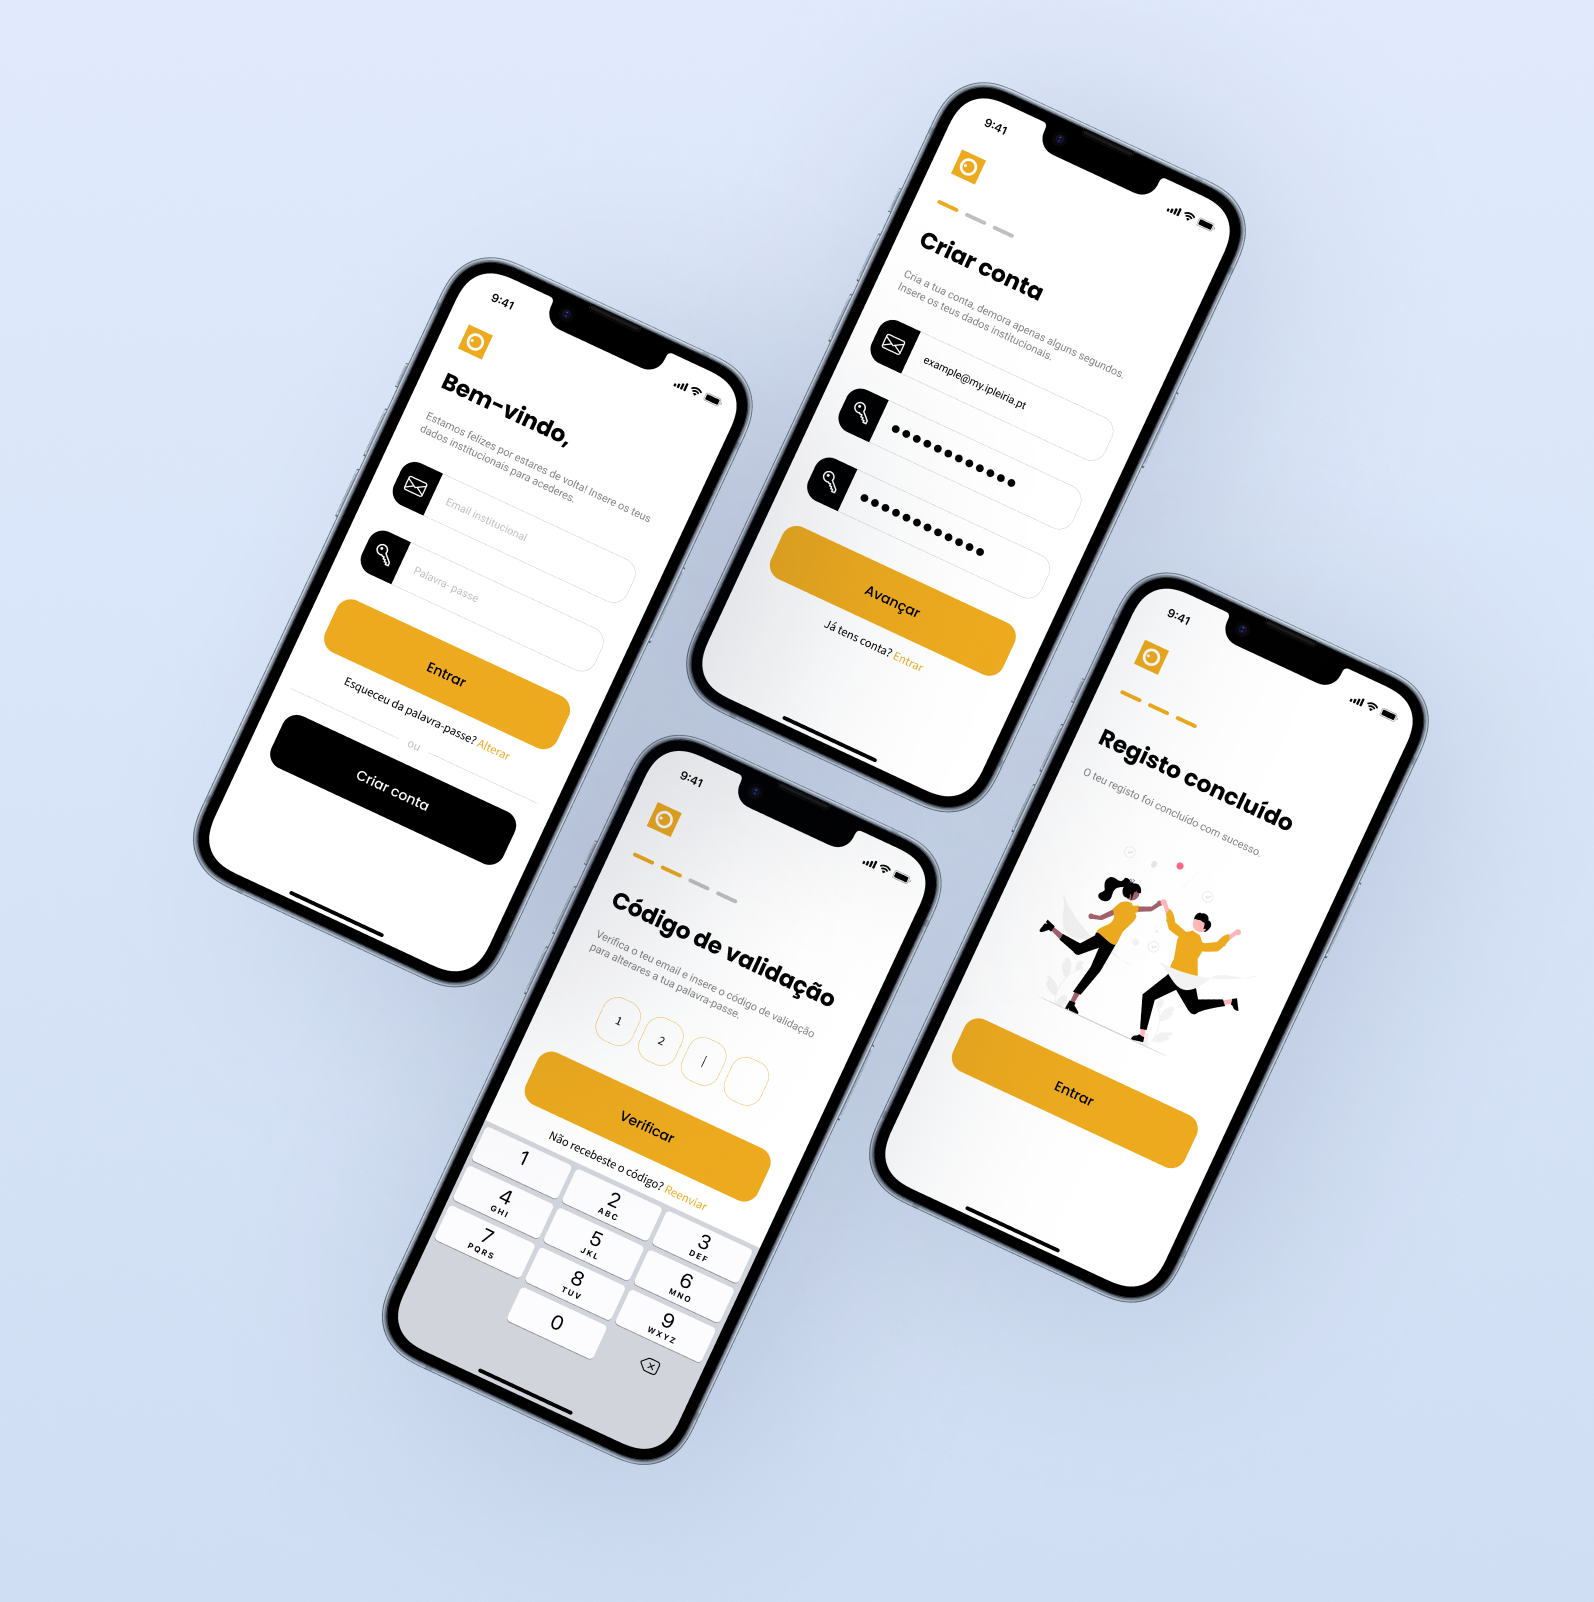 9:41
Bem-vindo,
Estamos felizes por estares de volta! Insere os teus
dados institucionais para acederes.
Email institucional
Palavra-passe
Entrar
Esqueceu da palavra-passe? Alterar
ou
Criar conta
9:41
Criar conta
Cria a tua conta, demora apenas alguns segundos.
Insere os teus dados institucionais.
example@my.ipleiria.pt
Avançar
Já tens conta? Entrar
9:41
Código de validação
Verifica o teu email e insere o código de validação
para alterares a tua palavra-passe.
1 2
Verificar
Não recebeste o código? Reenviar
1 2 3
ABC DEF
4 5 6
GHI JKL MNO
7 8 9
PQRS TUV WXYZ
0
9:41
Registo concluído
O teu registo foi concluído com sucesso.
Entrar